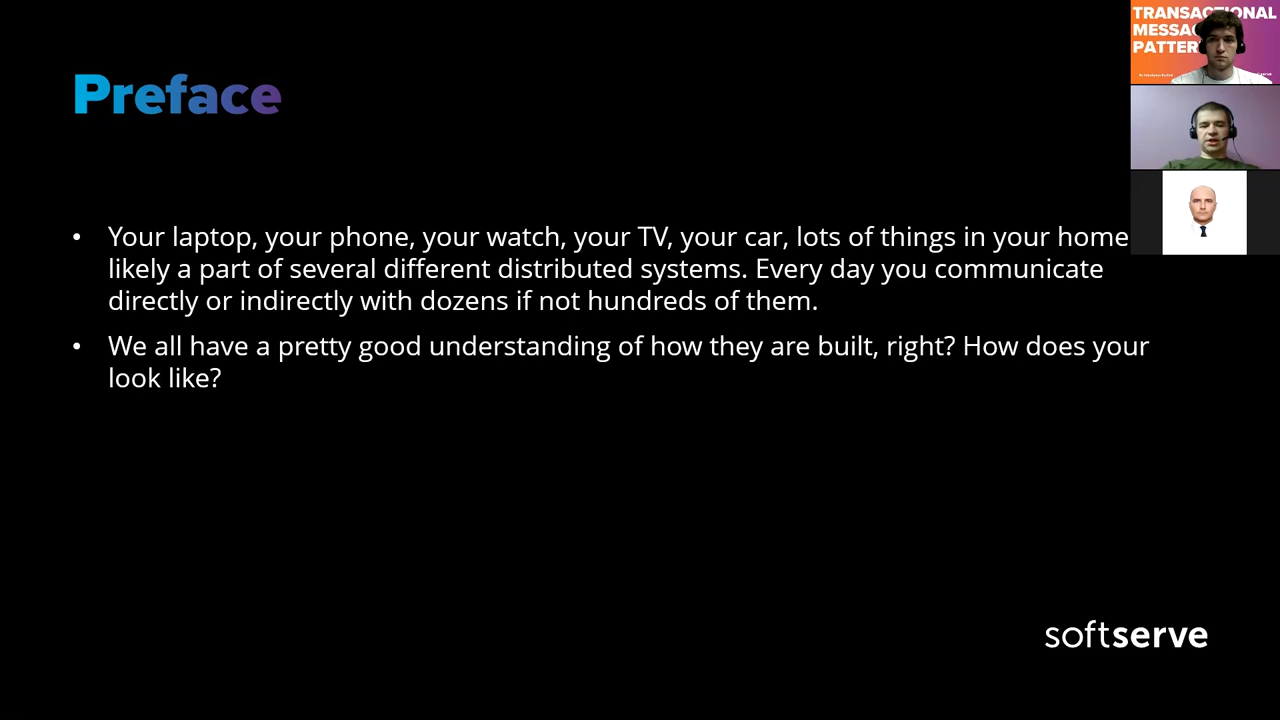 Preface
• Your laptop, your phone, your watch, your TV, your car, lots of things in your home
likely a part of several different distributed systems. Every day you communicate
directly or indirectly with dozens if not hundreds of them.
• We all have a pretty good understanding of how they are built, right? How does your
look like?
softserve
TRANSACTIONAL
MESSAG
PATTER